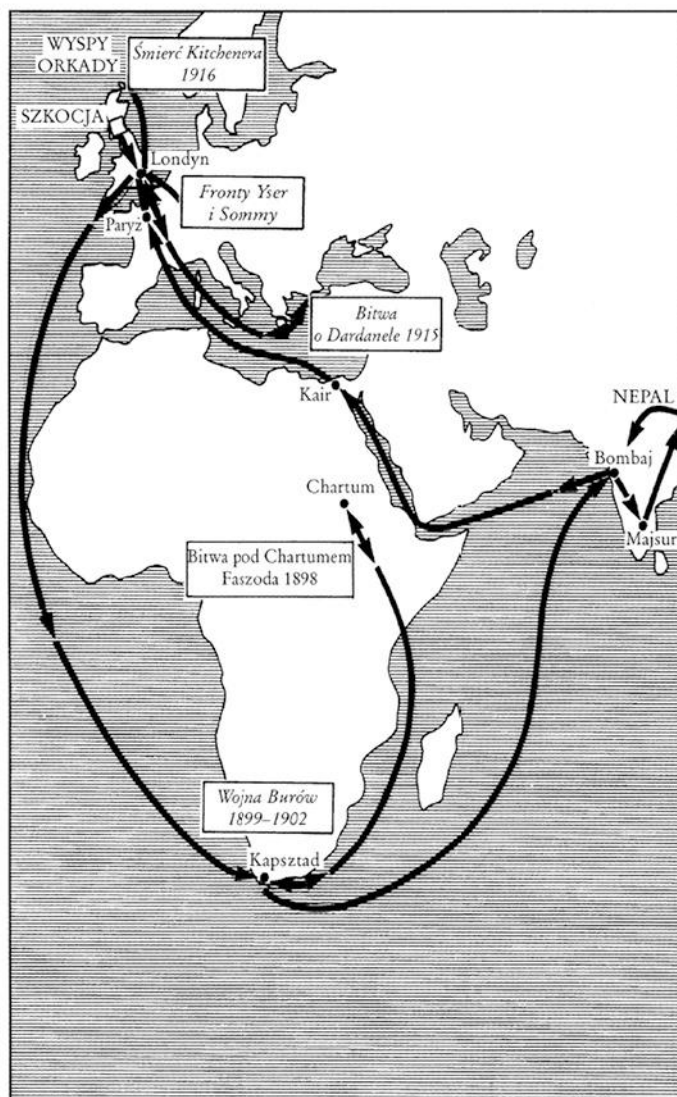 WYSPY
ORKADY
Śmierć Kitchenera
1916
SZKOCJA
Londyn
Fronty Yser
i Sommy
Paryż
Bitwa
o Dardanele 1915
Kair
NEPAL
Bombaj
Chartum
Majsur
Bitwa pod Chartumem
Faszoda 1898
Wojna Burów
1899–1902
Kapsztad